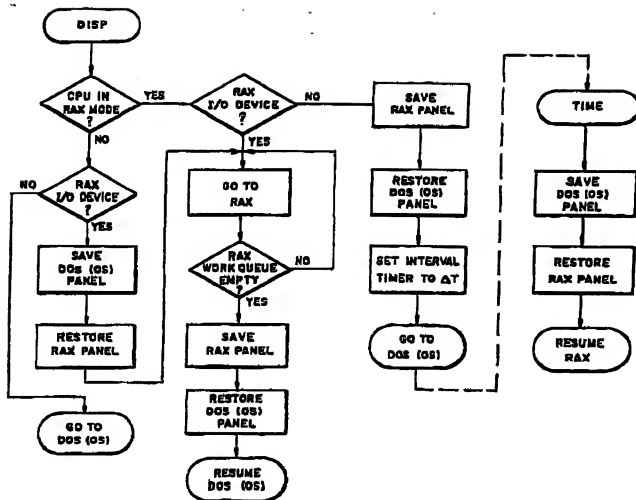 DISP
CPU IN
RAX MODE
?
YES
NO
RAX
I/O DEVICE
?
NO
YES
SAVE
DOS (OS)
PANEL
RESTORE
RAX PANEL
GO TO
DOS (OS)
RAX
I/O DEVICE
?
NO
YES
GO TO
RAX
RAX
WORK QUEUE
EMPTY
?
NO
YES
SAVE
RAX PANEL
RESTORE
DOS (OS)
PANEL
RESUME
DOS (OS)
SAVE
RAX PANEL
RESTORE
DOS (OS)
PANEL
SET INTERVAL
TIMER TO ΔT
GO TO
DOS (OS)
TIME
SAVE
DOS (OS)
PANEL
RESTORE
RAX PANEL
RESUME
RAX